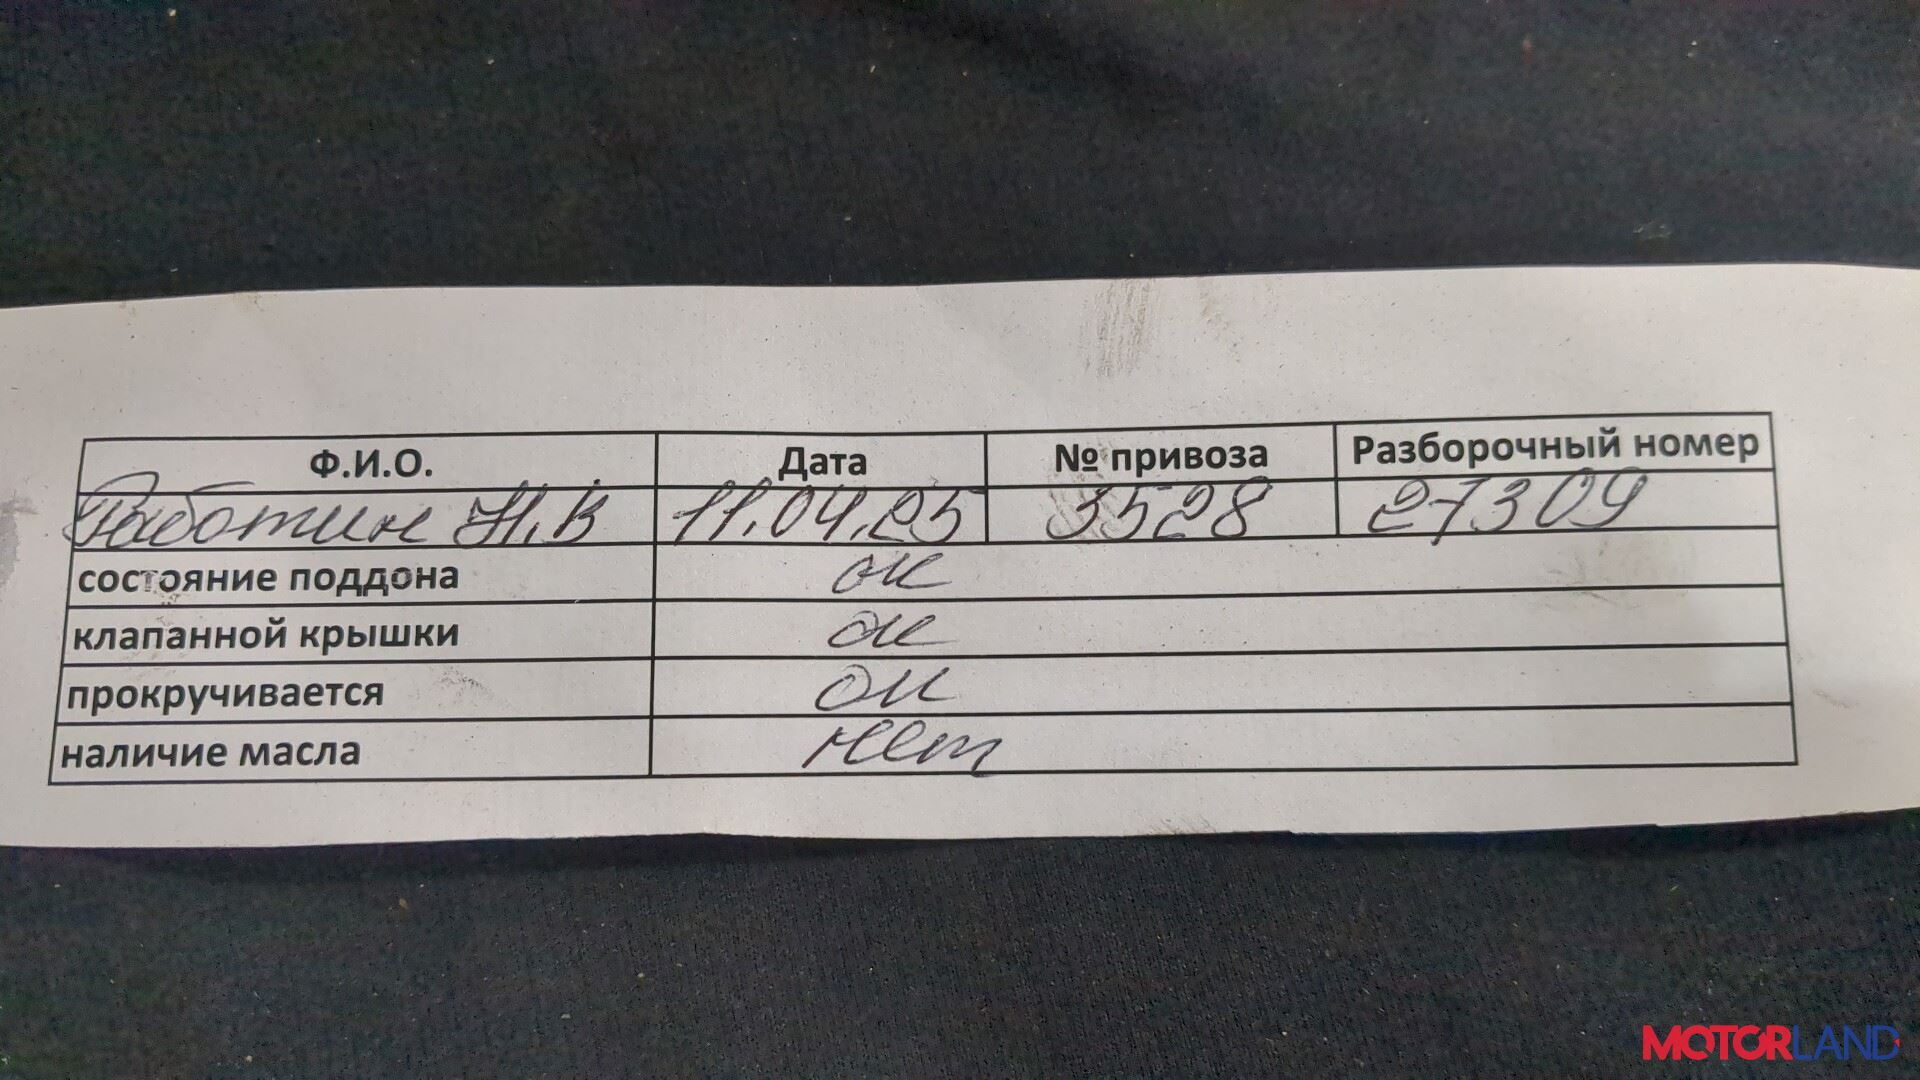 Ф.И.О. Дата № привоза Разборочный номер
Работин Н.В 11.04.25 3528 27309
состояние поддона ок
клапанной крышки ок
прокручивается ок
наличие масла нет
MOTORLAND